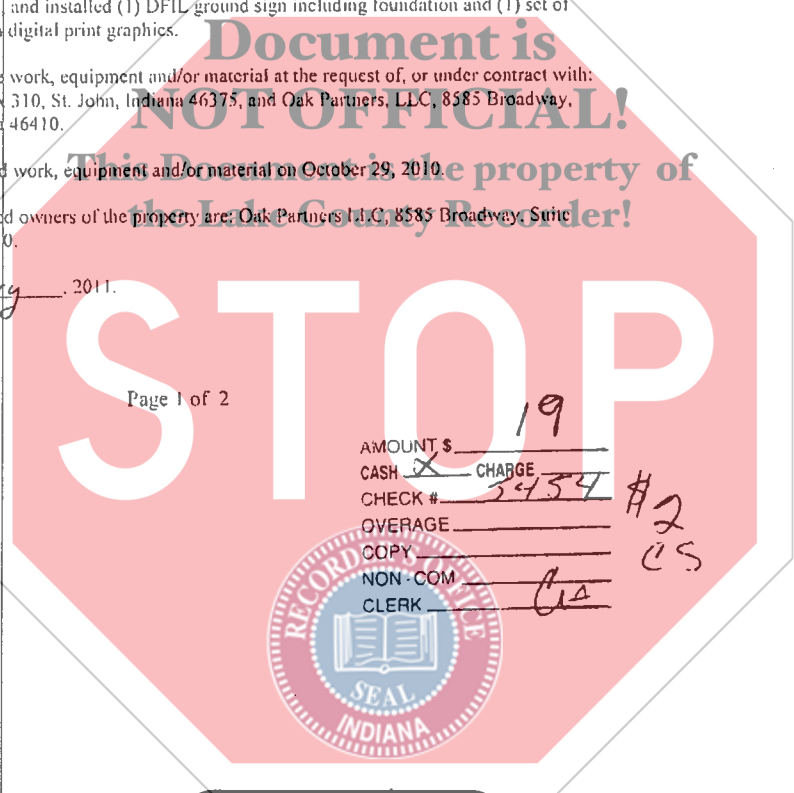 , and installed (1) DFIL ground sign including foundation and (1) set of
digital print graphics.
Document is
work, equipment and/or material at the request of, or under contract with:
310, St. John, Indiana 46375, and Oak Partners, LLC, 8585 Broadway,
46410.
NOT OFFICIAL!
work, equipment and/or material on October 29, 2010.
This Document is the property of
owners of the property are: Oak Partners LLC, 8585 Broadway, Suite
the Lake County Recorder!
0.
, 2011.
STOP
Page 1 of 2
AMOUNT $ 19
CASH X CHARGE
CHECK # 3454
$2
OVERAGE
COPY
CS
NON-COM
CLERK
RECORDER'S OFFICE
SEAL
INDIANA